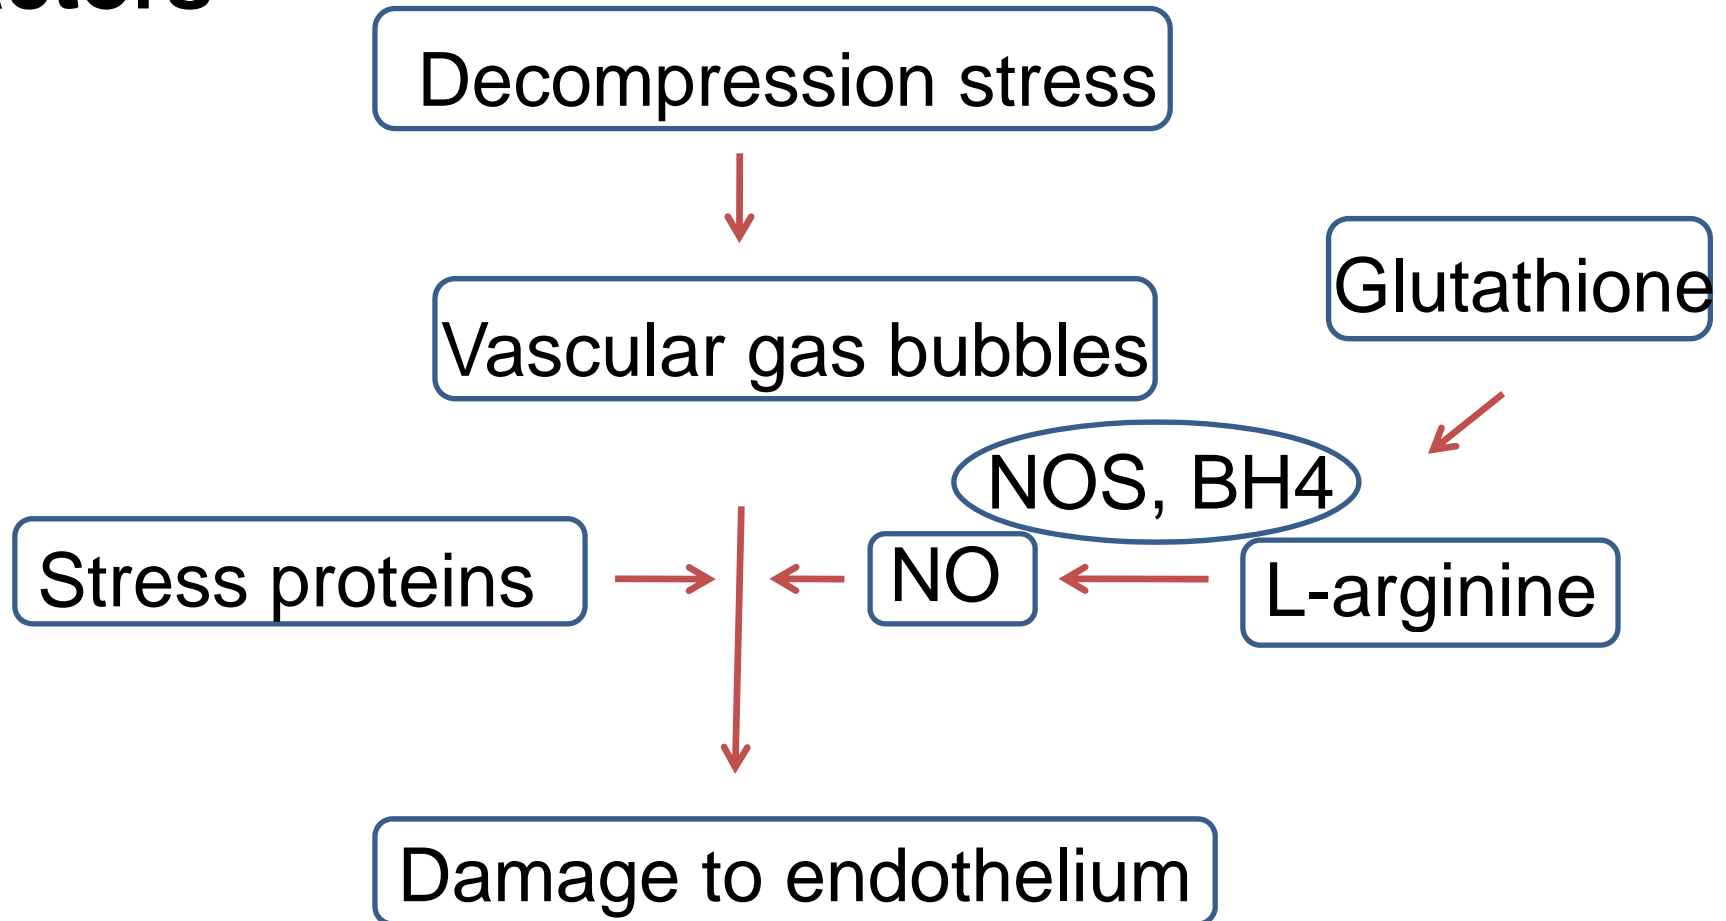 Decompression stress
Vascular gas bubbles
Glutathione
NOS, BH4
Stress proteins
NO
L-arginine
Damage to endothelium